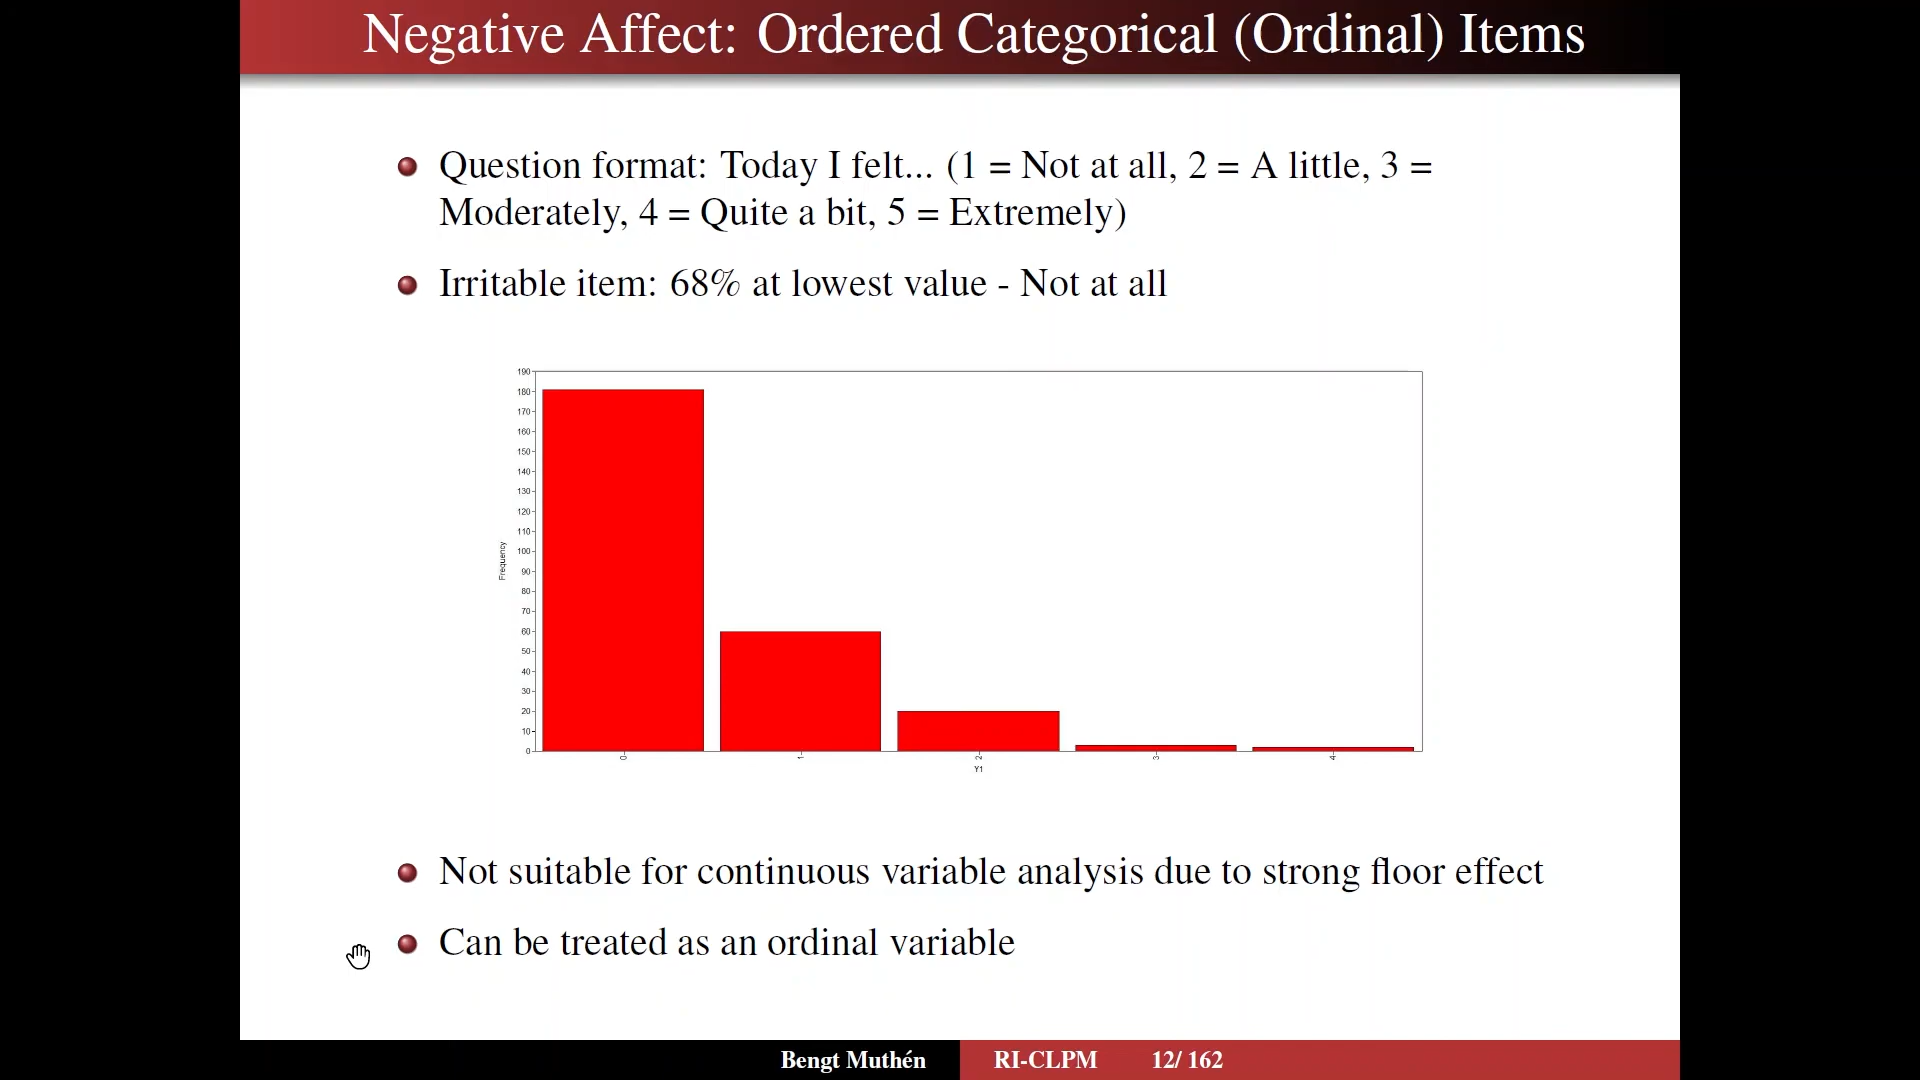 Negative Affect: Ordered Categorical (Ordinal) Items
Question format: Today I felt... (1 = Not at all, 2 = A little, 3 =
Moderately, 4 = Quite a bit, 5 = Extremely)
Irritable item: 68% at lowest value - Not at all
190
180
170
160
150
140
130
120
110
100
90
80
70
60
50
40
30
20
10
0
Frequency
0 1 2 3 4
Y1
Not suitable for continuous variable analysis due to strong floor effect
Can be treated as an ordinal variable
Bengt Muthén RI-CLPM 12/ 162